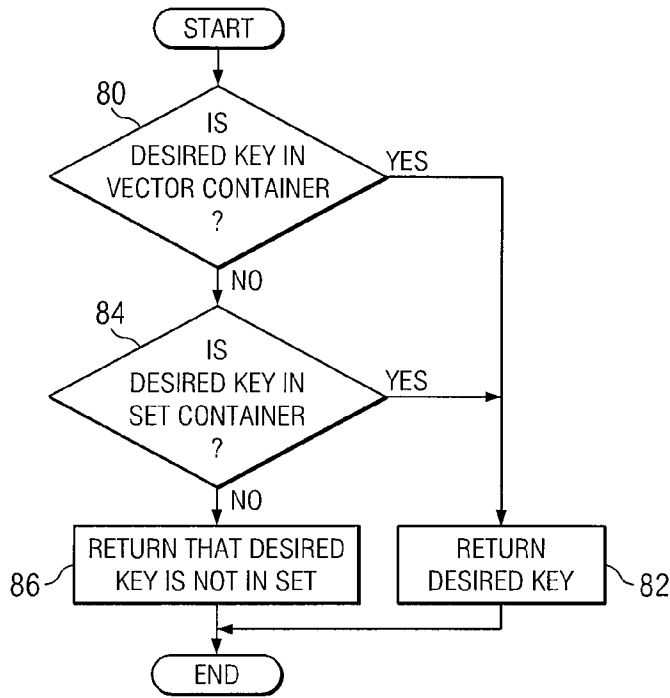 START
80
IS
DESIRED KEY IN
VECTOR CONTAINER
?
YES
NO
84
IS
DESIRED KEY IN
SET CONTAINER
?
YES
NO
86
RETURN THAT DESIRED
KEY IS NOT IN SET
RETURN
DESIRED KEY
82
END